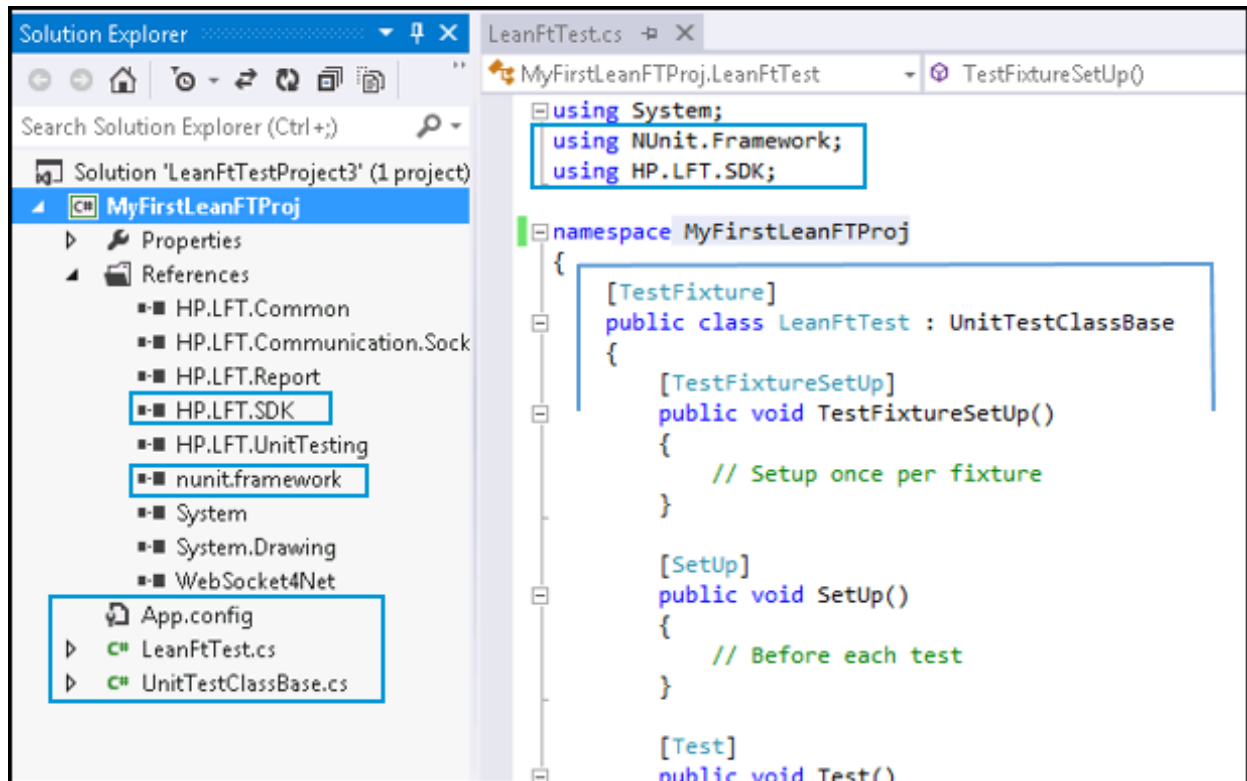 Solution Explorer
Search Solution Explorer (Ctrl+;)
Solution 'LeanFtTestProject3' (1 project)
C# MyFirstLeanFTProj
Properties
References
HP.LFT.Common
HP.LFT.Communication.Sock
HP.LFT.Report
HP.LFT.SDK
HP.LFT.UnitTesting
nunit.framework
System
System.Drawing
WebSocket4Net
App.config
C# LeanFtTest.cs
C# UnitTestClassBase.cs
LeanFtTest.cs
MyFirstLeanFTProj.LeanFtTest
TestFixtureSetUp()
using System;
using NUnit.Framework;
using HP.LFT.SDK;
namespace MyFirstLeanFTProj
{
[TestFixture]
public class LeanFtTest : UnitTestClassBase
{
[TestFixtureSetUp]
public void TestFixtureSetUp()
{
// Setup once per fixture
}
[SetUp]
public void SetUp()
{
// Before each test
}
[Test]
public void Test()